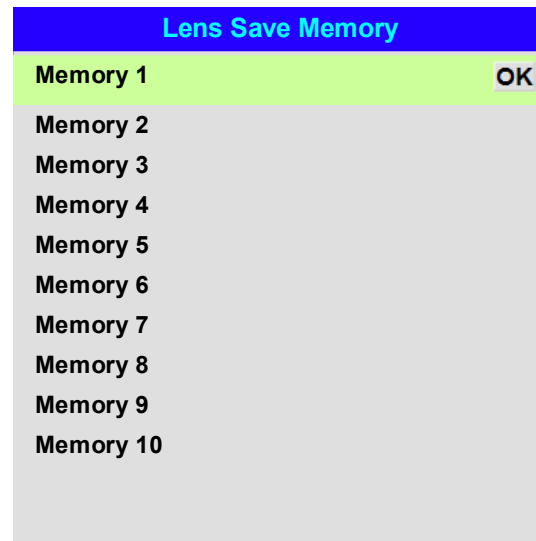 Lens Save Memory
Memory 1 OK
Memory 2
Memory 3
Memory 4
Memory 5
Memory 6
Memory 7
Memory 8
Memory 9
Memory 10